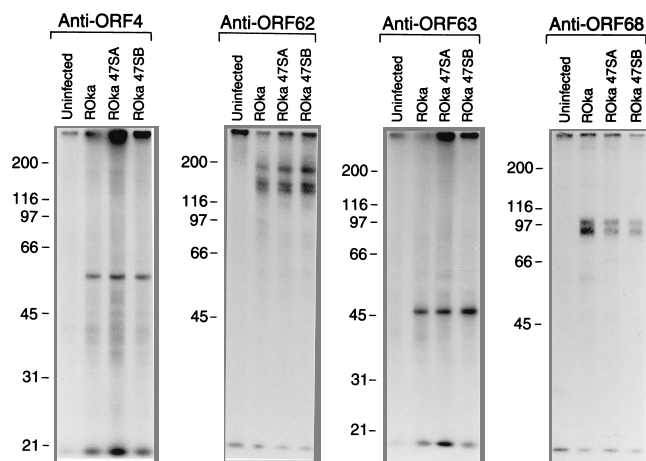 Anti-ORF4
Uninfected
ROka
ROka 47SA
ROka 47SB
200
116
97
66
45
31
21
Anti-ORF62
Uninfected
ROka
ROka 47SA
ROka 47SB
200
116
97
66
45
Anti-ORF63
Uninfected
ROka
ROka 47SA
ROka 47SB
200
116
97
66
45
31
21
Anti-ORF68
Uninfected
ROka
ROka 47SA
ROka 47SB
200
116
97
66
45